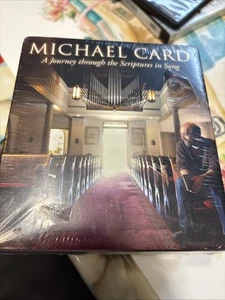 MICHAEL CARD
A Journey through the Scriptures in Song